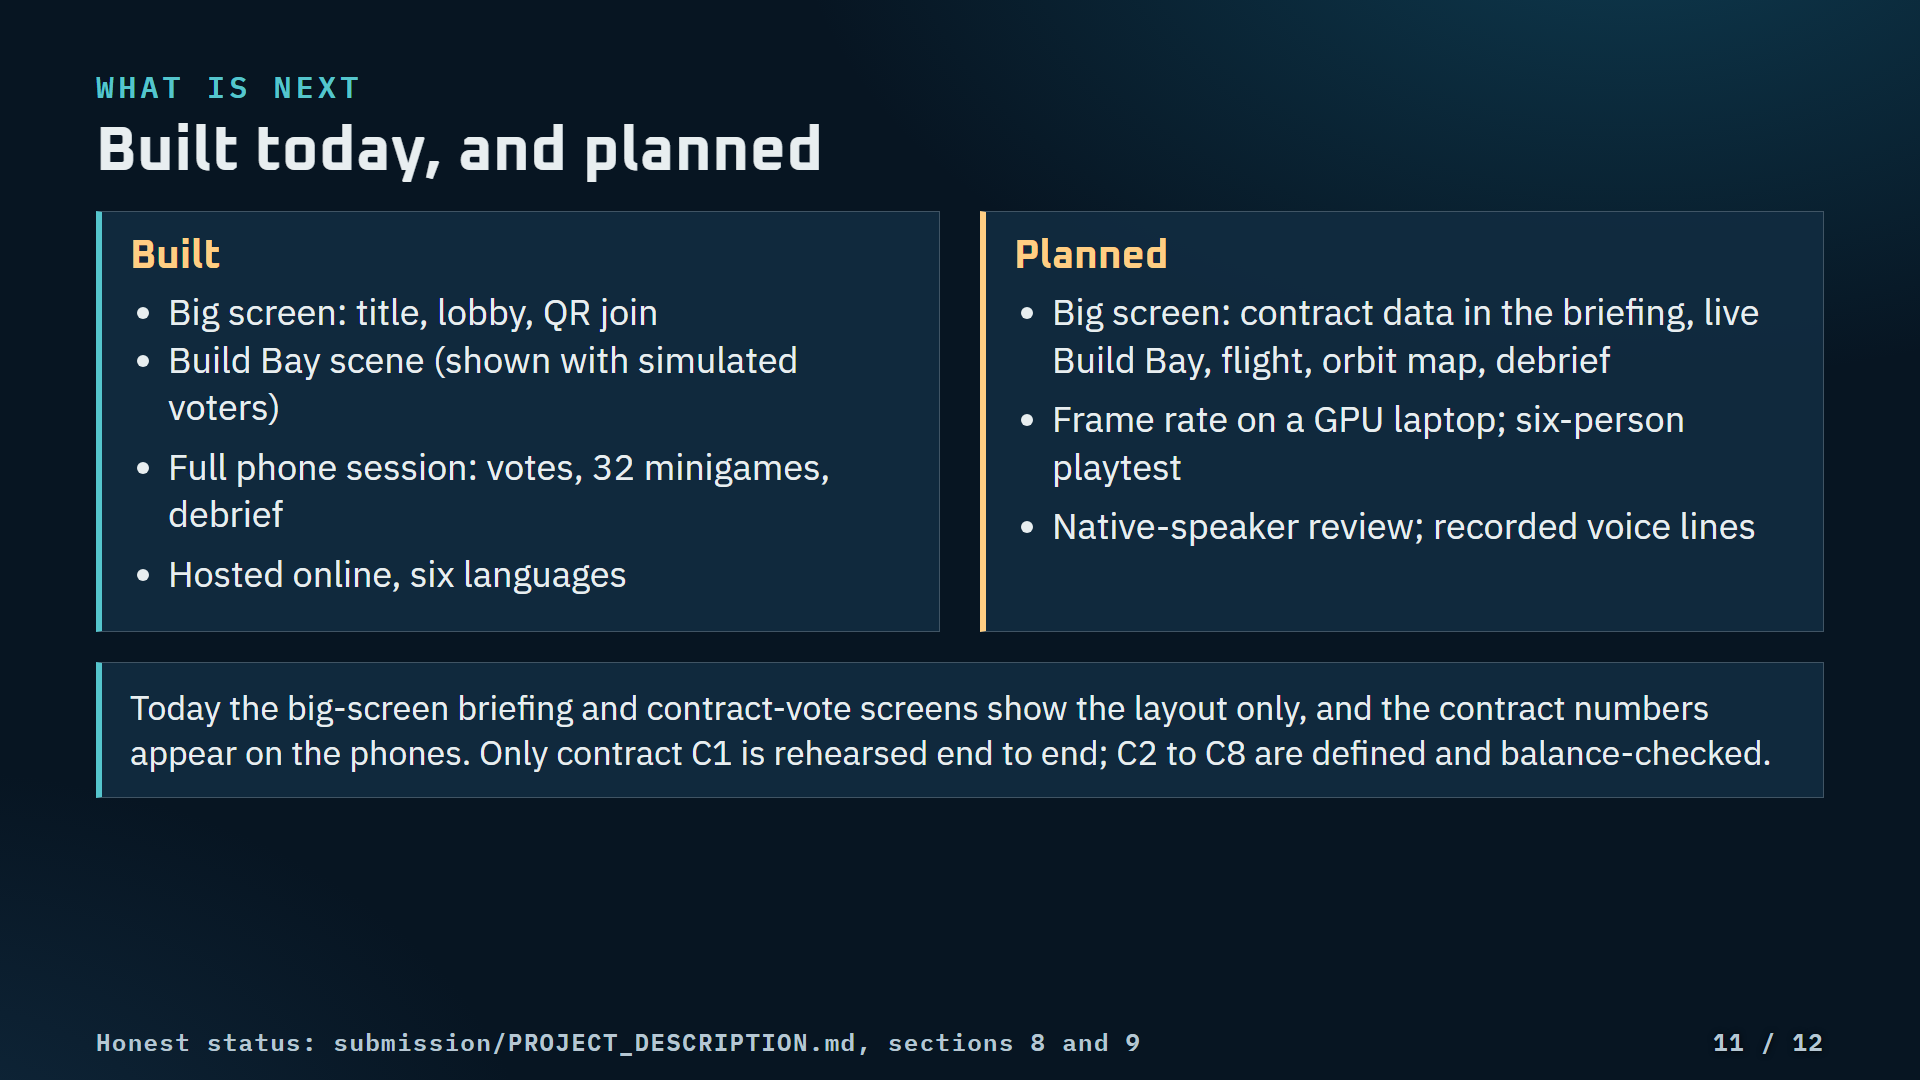 WHAT IS NEXT
Built today, and planned
Built
• Big screen: title, lobby, QR join
• Build Bay scene (shown with simulated
voters)
• Full phone session: votes, 32 minigames,
debrief
• Hosted online, six languages
Planned
• Big screen: contract data in the briefing, live
Build Bay, flight, orbit map, debrief
• Frame rate on a GPU laptop; six-person
playtest
• Native-speaker review; recorded voice lines
Today the big-screen briefing and contract-vote screens show the layout only, and the contract numbers
appear on the phones. Only contract C1 is rehearsed end to end; C2 to C8 are defined and balance-checked.
Honest status: submission/PROJECT_DESCRIPTION.md, sections 8 and 9
11 / 12